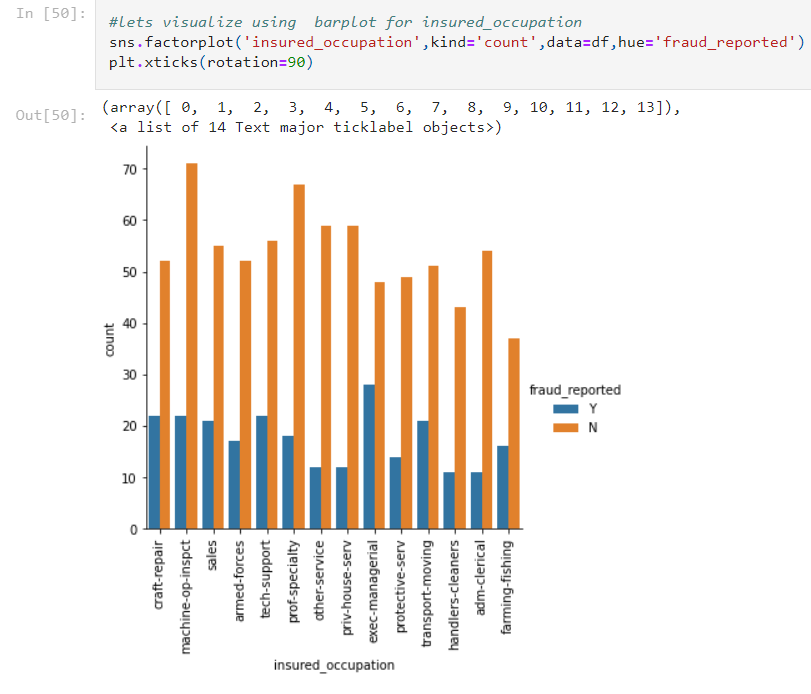 In [50]:
#lets visualize using  barplot for insured_occupation
sns.factorplot('insured_occupation',kind='count',data=df,hue='fraud_reported')
plt.xticks(rotation=90)
Out[50]:
(array([ 0,  1,  2,  3,  4,  5,  6,  7,  8,  9, 10, 11, 12, 13]),
 <a list of 14 Text major ticklabel objects>)
70
60
50
40
30
20
10
0
count
fraud_reported
Y
N
craft-repair
machine-op-inspct
sales
armed-forces
tech-support
prof-specialty
other-service
priv-house-serv
exec-managerial
protective-serv
transport-moving
handlers-cleaners
adm-clerical
farming-fishing
insured_occupation